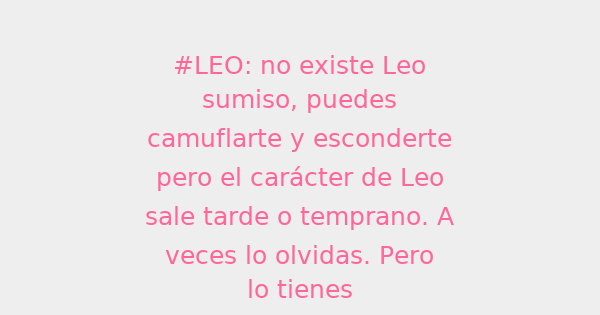 #LEO: no existe Leo
sumiso, puedes
camuflarte y esconderte
pero el carácter de Leo
sale tarde o temprano. A
veces lo olvidas. Pero
lo tienes